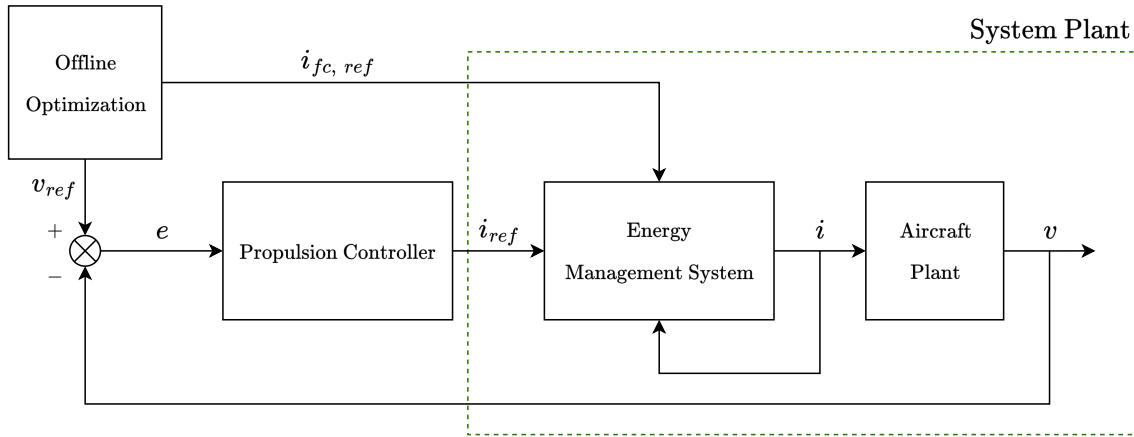 System Plant
Offline
Optimization
i_{fc, ref}
v_{ref}
+
−
e
Propulsion Controller
i_{ref}
Energy
Management System
i
Aircraft
Plant
v